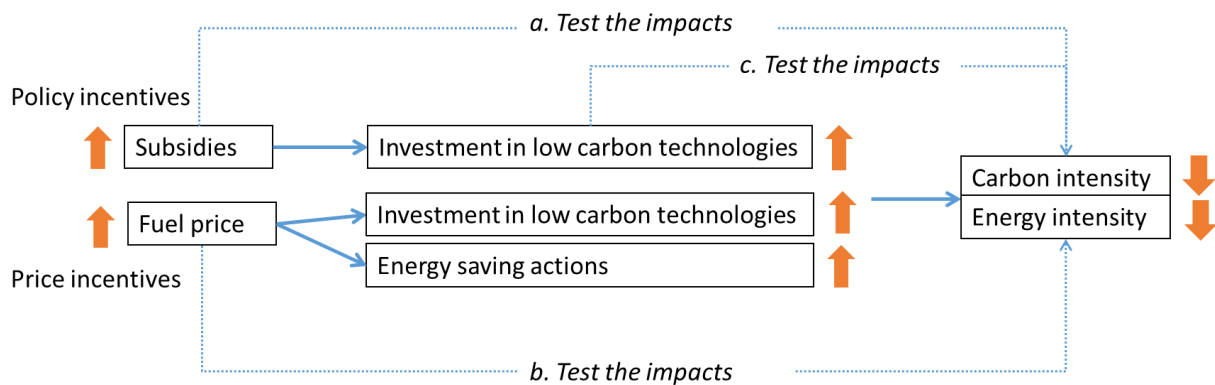 a. Test the impacts
c. Test the impacts
Policy incentives
Subsidies
Investment in low carbon technologies
Carbon intensity
Investment in low carbon technologies
Fuel price
Energy intensity
Energy saving actions
Price incentives
b. Test the impacts